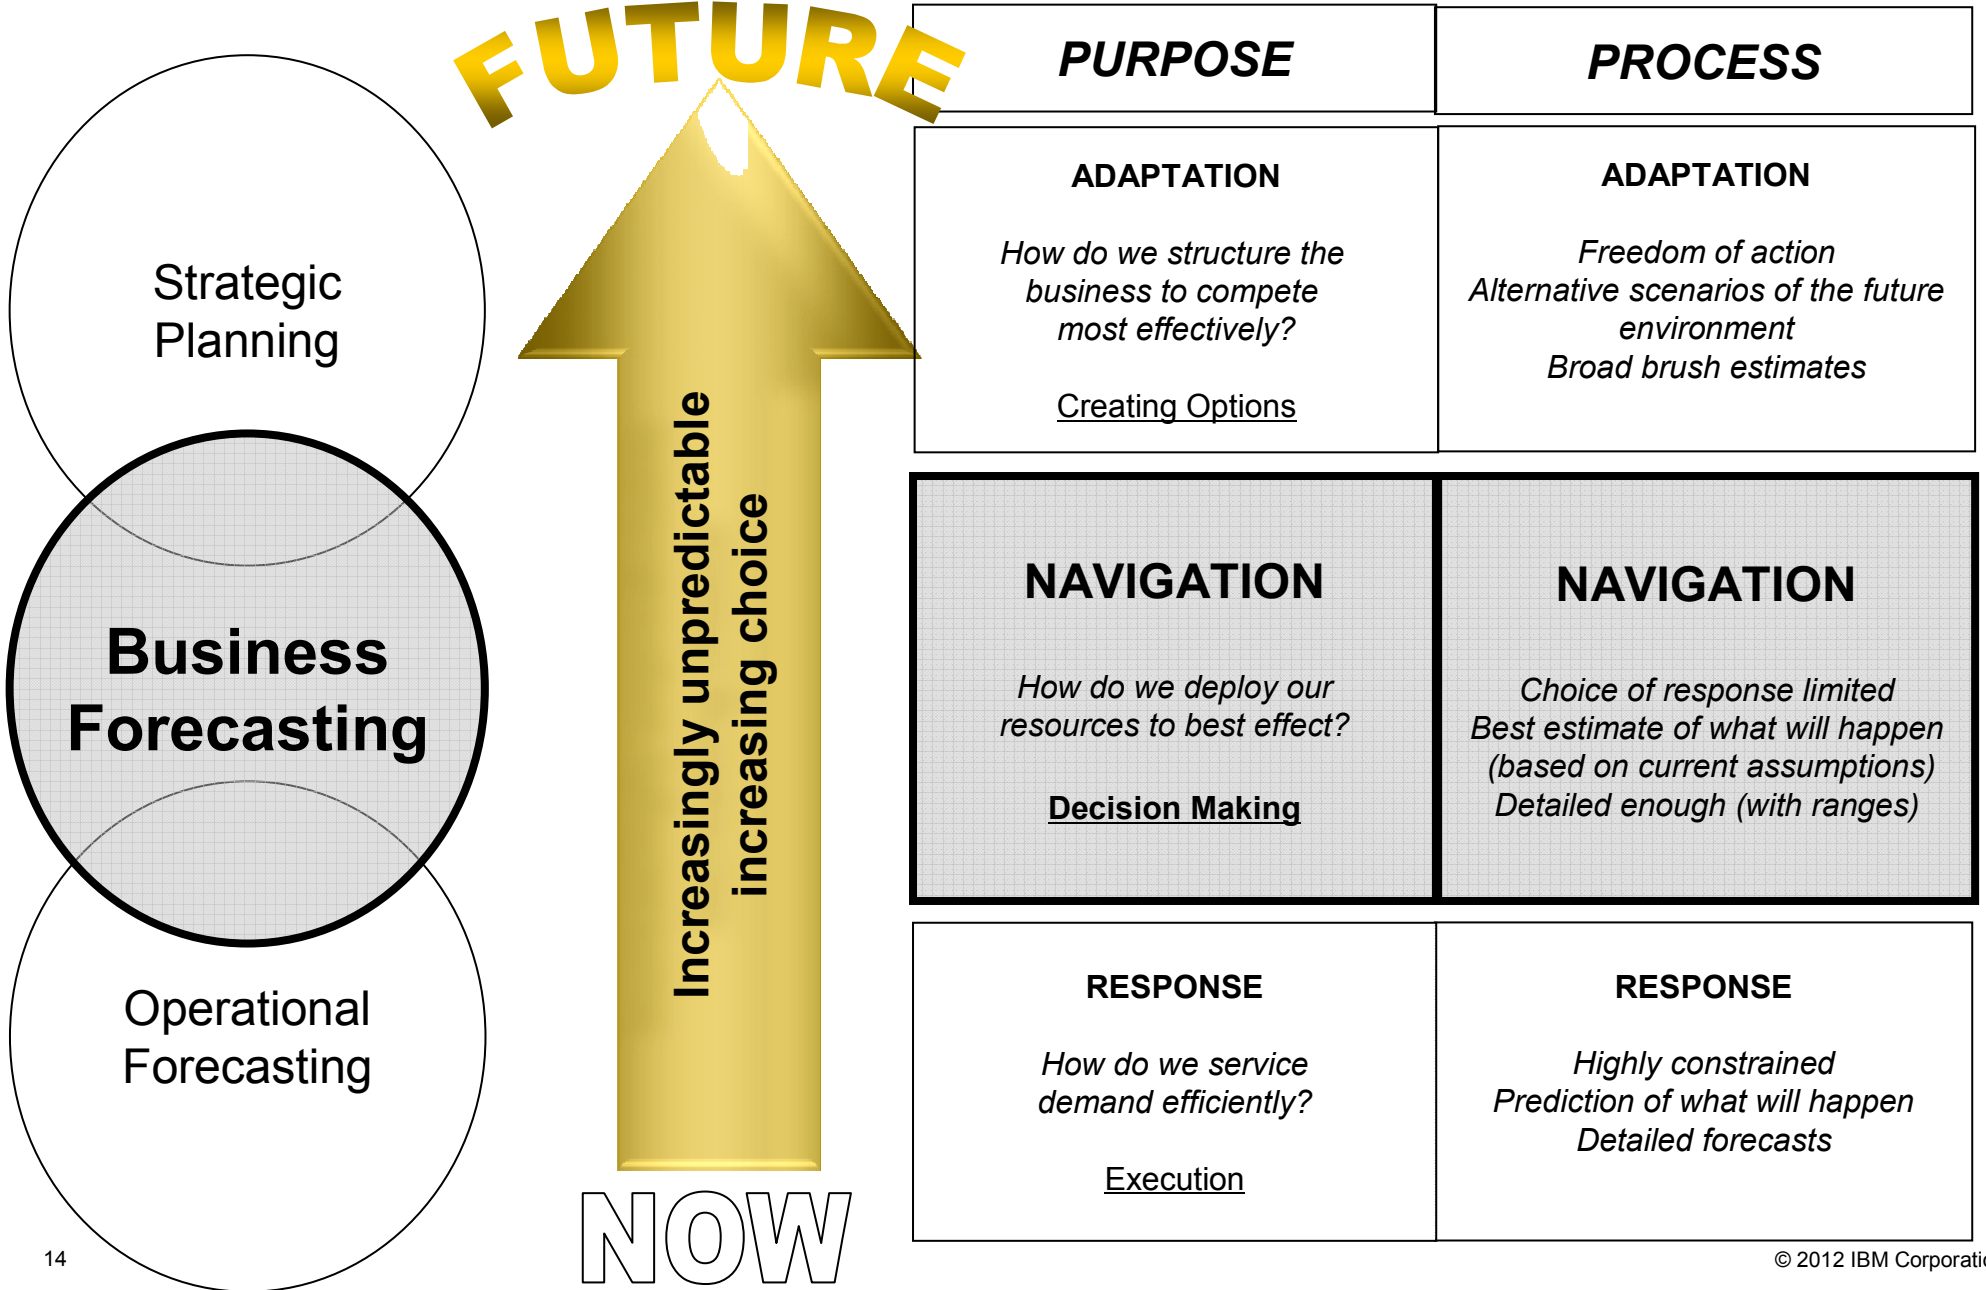 FUTURE
PURPOSE
PROCESS
Strategic
Planning
Business
Forecasting
Operational
Forecasting
Increasingly unpredictable
increasing choice
NOW
ADAPTATION
How do we structure the
business to compete
most effectively?
Creating Options
ADAPTATION
Freedom of action
Alternative scenarios of the future
environment
Broad brush estimates
NAVIGATION
How do we deploy our
resources to best effect?
Decision Making
NAVIGATION
Choice of response limited
Best estimate of what will happen
(based on current assumptions)
Detailed enough (with ranges)
RESPONSE
How do we service
demand efficiently?
Execution
RESPONSE
Highly constrained
Prediction of what will happen
Detailed forecasts
14
© 2012 IBM Corporatio